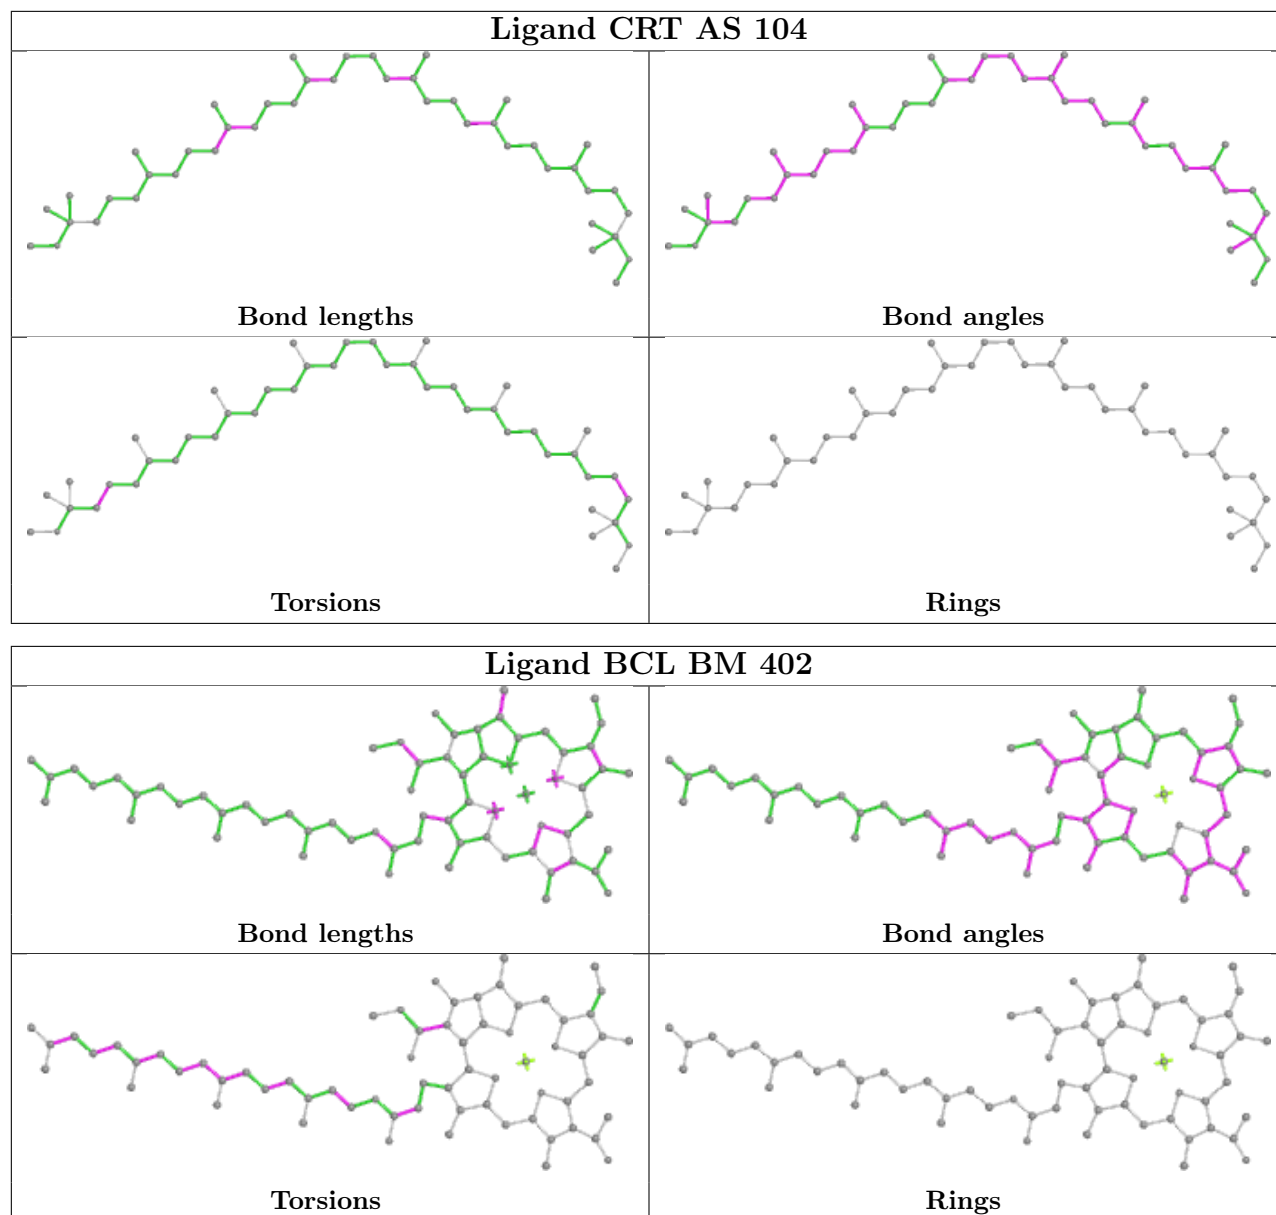 Ligand CRT AS 104
Bond lengths
Bond angles
Torsions
Rings
Ligand BCL BM 402
Bond lengths
Bond angles
Torsions
Rings